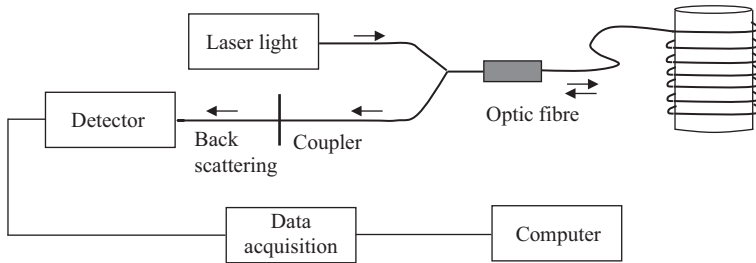 Laser light
Detector
Back
scattering
Coupler
Optic fibre
Data
acquisition
Computer